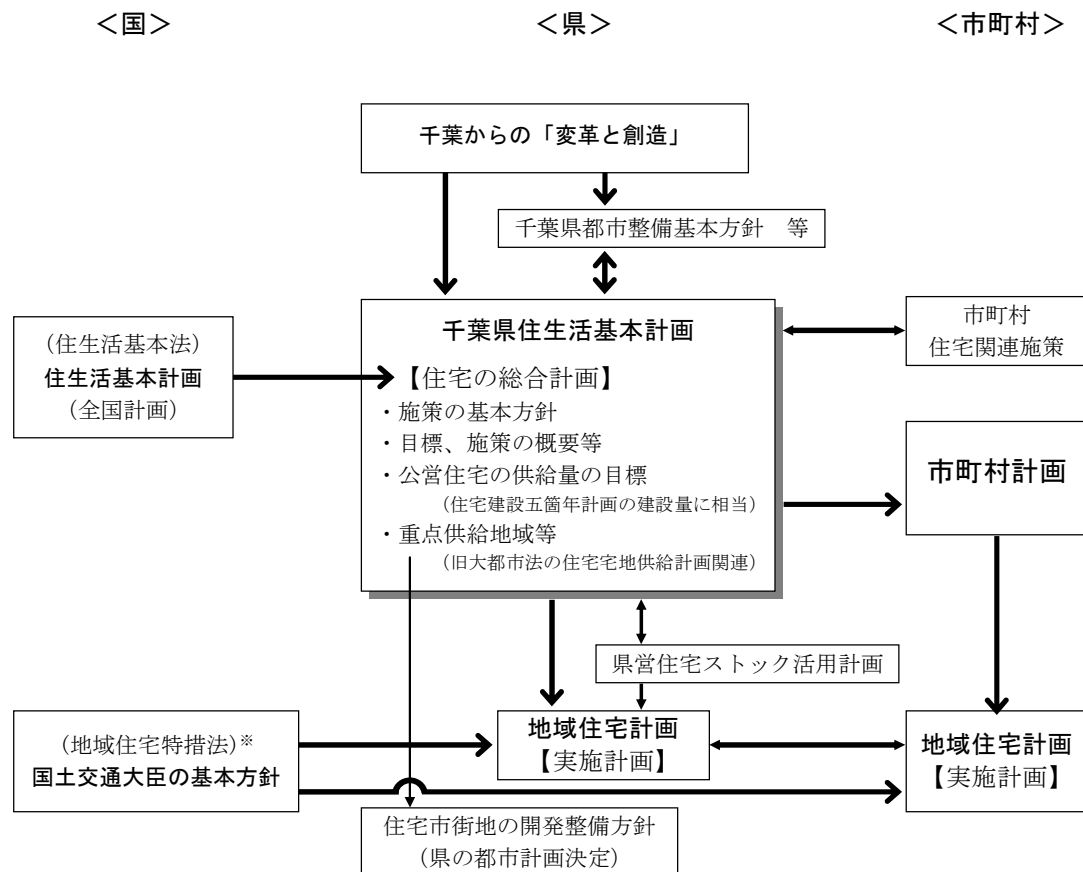 ＜国＞
＜県＞
＜市町村＞
千葉からの「変革と創造」
千葉県都市整備基本方針　等
千葉県住生活基本計画
【住宅の総合計画】
・施策の基本方針
・目標、施策の概要等
・公営住宅の供給量の目標
（住宅建設五箇年計画の建設量に相当）
・重点供給地域等
（旧大都市法の住宅宅地供給計画関連）
（住生活基本法）
住生活基本計画
（全国計画）
市町村
住宅関連施策
市町村計画
県営住宅ストック活用計画
（地域住宅特措法）※
国土交通大臣の基本方針
地域住宅計画
【実施計画】
地域住宅計画
【実施計画】
住宅市街地の開発整備方針
（県の都市計画決定）